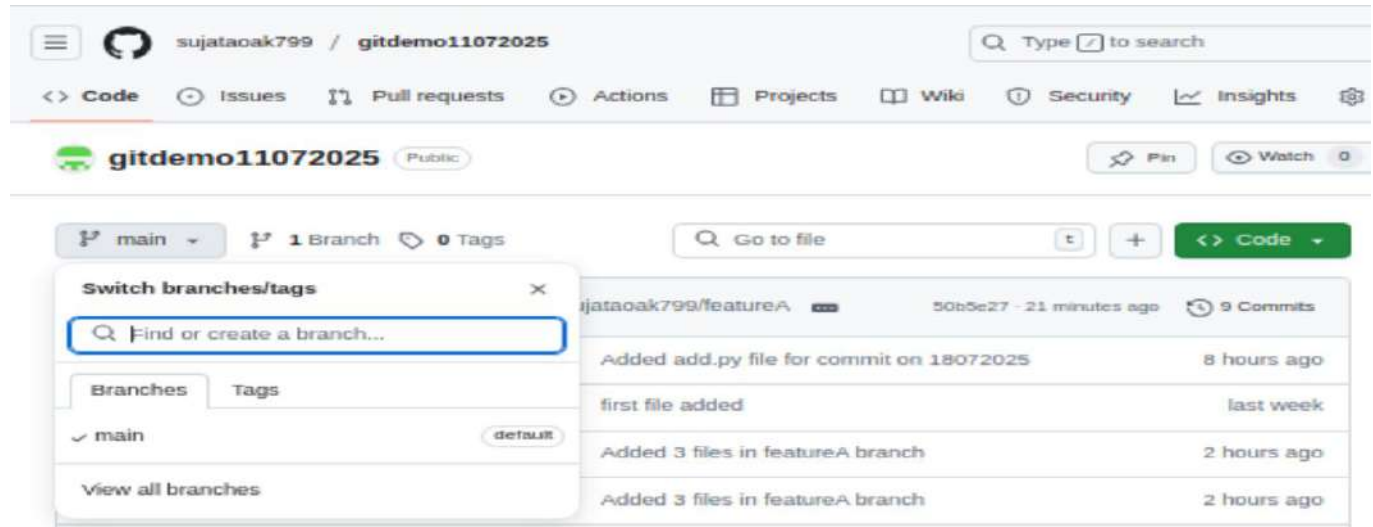 sujataoak799 / gitdemo11072025
Type / to search
<> Code Issues Pull requests Actions Projects Wiki Security Insights
gitdemo11072025 Public
Pin Watch 0
main 1 Branch 0 Tags
Go to file t + <> Code
Switch branches/tags
ujataoak799/featureA ... 50b5e27 · 21 minutes ago 9 Commits
Find or create a branch...
Added add.py file for commit on 18072025 8 hours ago
Branches Tags
first file added last week
main default
Added 3 files in featureA branch 2 hours ago
View all branches
Added 3 files in featureA branch 2 hours ago